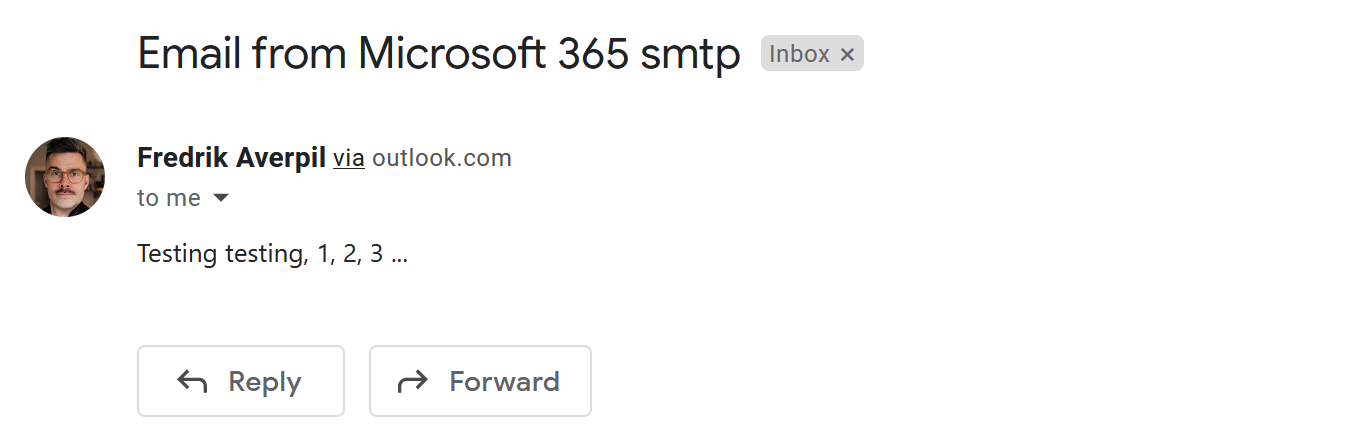 Email from Microsoft 365 smtp Inbox ×
Fredrik Averpil via outlook.com
to me
Testing testing, 1, 2, 3 ...
Reply Forward